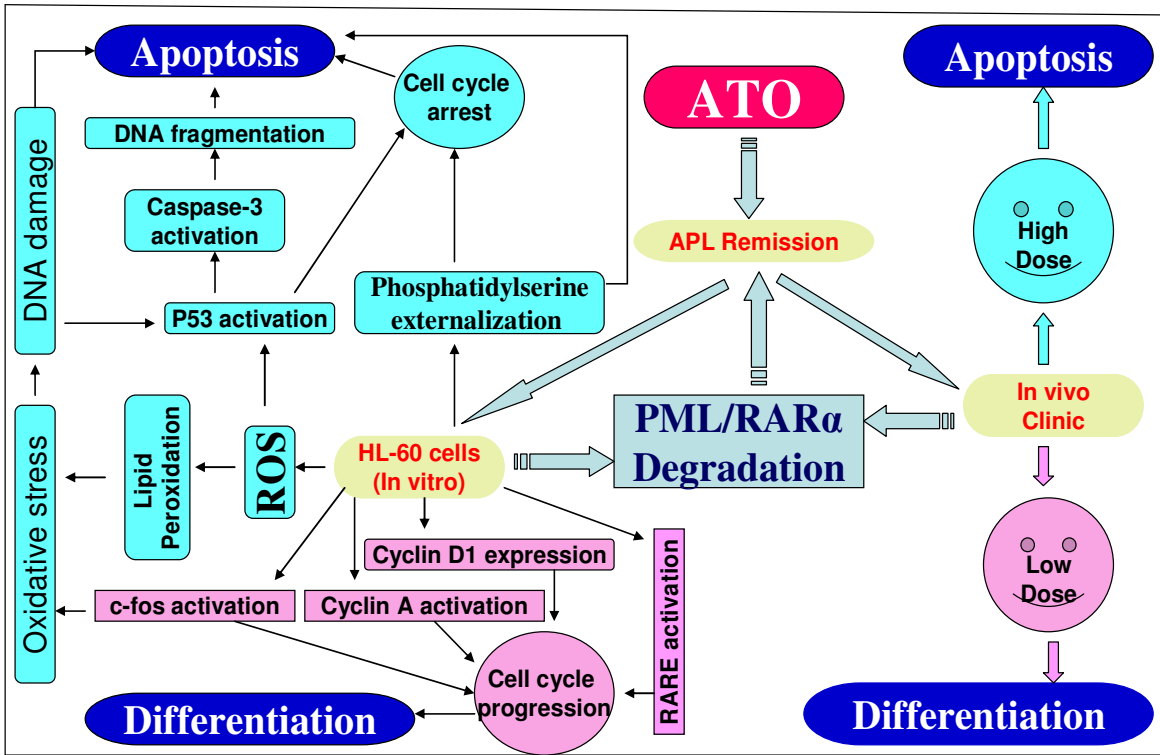 Apoptosis
Cell cycle
arrest
ATO
Apoptosis
DNA fragmentation
DNA damage
Caspase-3
activation
APL Remission
High
Dose
P53 activation
Phosphatidylserine
externalization
In vivo
Clinic
PML/RARα
Degradation
HL-60 cells
(In vitro)
ROS
Lipid
Peroxidation
Oxidative stress
Cyclin D1 expression
c-fos activation
Cyclin A activation
RARE activation
Low
Dose
Cell cycle
progression
Differentiation
Differentiation